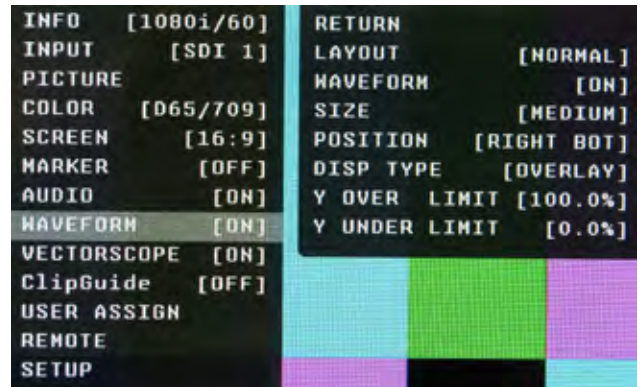 INFO [1080i/60]
INPUT [SDI 1]
PICTURE
COLOR [D65/709]
SCREEN [16:9]
MARKER [OFF]
AUDIO [ON]
WAVEFORM [ON]
VECTORSCOPE [ON]
ClipGuide [OFF]
USER ASSIGN
REMOTE
SETUP
RETURN
LAYOUT [NORMAL]
WAVEFORM [ON]
SIZE [MEDIUM]
POSITION [RIGHT BOT]
DISP TYPE [OVERLAY]
Y OVER LIMIT [100.0%]
Y UNDER LIMIT [0.0%]